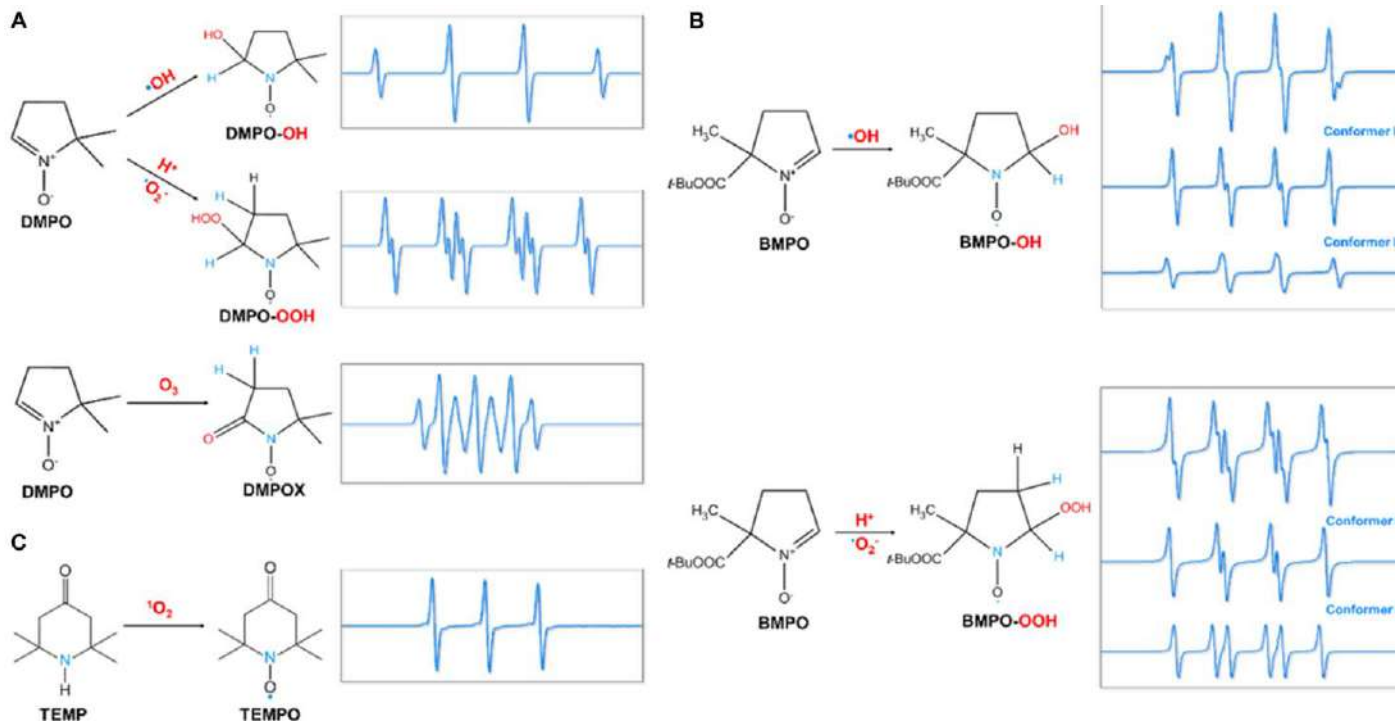 A
HO
H
N
O
DMPO-OH
•OH
N+
O-
DMPO
H+
•O2-
H
H
HOO
H
N
O
DMPO-OOH
N+
O-
DMPO
O3
H
H
O
N
O
DMPOX
C
O
N
H
TEMP
1O2
O
N
O
TEMPO
B
H3C
t-BuOOC
N+
O-
BMPO
•OH
H3C
t-BuOOC
OH
N
H
O
BMPO-OH
Conformer
Conformer
H3C
t-BuOOC
N+
O-
BMPO
H+
•O2-
H
H
H3C
OOH
t-BuOOC
N
H
O
BMPO-OOH
Conformer
Conformer